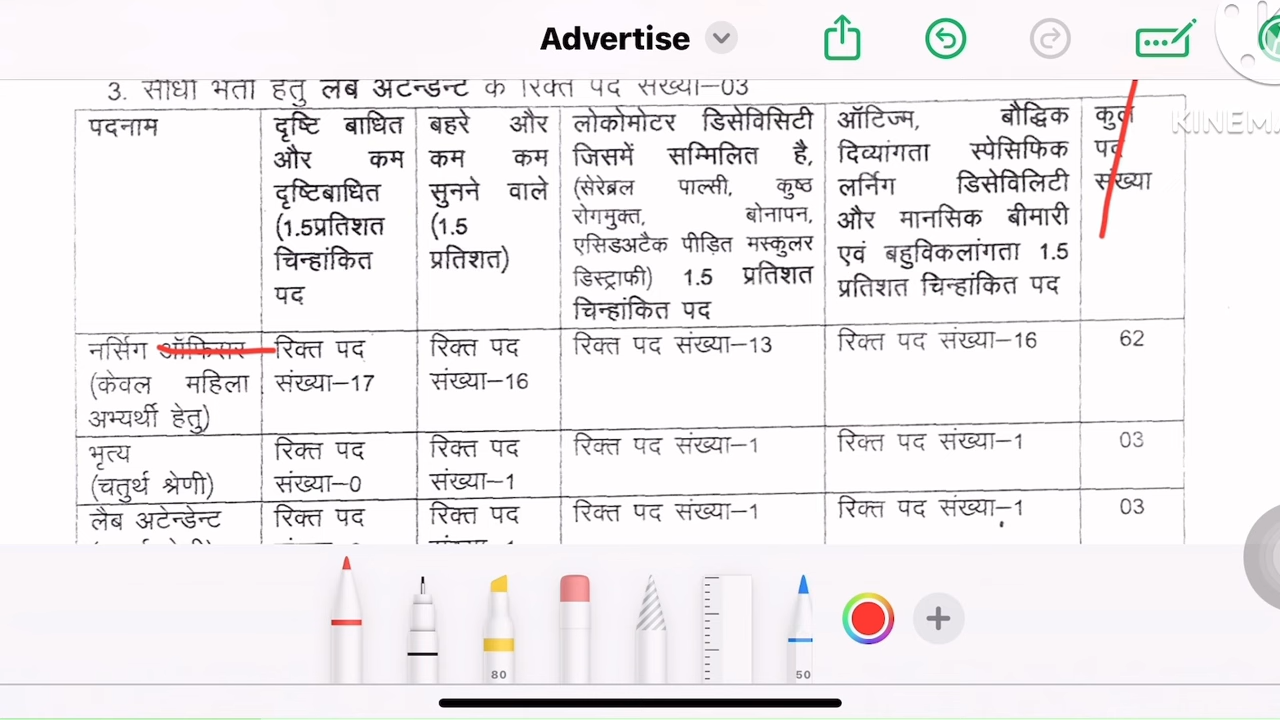 Advertise
3. सीधी भर्ती हेतु लैब अटेन्डेन्ट के रिक्त पद संख्या–03
KINEM
पदनाम
दृष्टि बाधित
और कम
दृष्टिबाधित
(1.5प्रतिशत
चिन्हांकित
पद
बहरे और
कम कम
सुनने वाले
(1.5
प्रतिशत)
लोकोमोटर डिसेविसिटी
जिसमें सम्मिलित है,
(सेरेब्रल पाल्सी, कुष्ठ
रोगमुक्त, बोनापन,
एसिडअटैक पीड़ित मस्कुलर
डिस्ट्राफी) 1.5 प्रतिशत
चिन्हांकित पद
ऑटिज्म, बौद्धिक
दिव्यांगता स्पेसिफिक
लर्निग डिसेविलिटी
और मानसिक बीमारी
एवं बहुविकलांगता 1.5
प्रतिशत चिन्हांकित पद
कुल
पद
संख्या
नर्सिग ऑफिसर
(केवल महिला
अभ्यर्थी हेतु)
रिक्त पद
संख्या–17
रिक्त पद
संख्या–16
रिक्त पद संख्या–13
रिक्त पद संख्या–16
62
भृत्य
(चतुर्थ श्रेणी)
रिक्त पद
संख्या–0
रिक्त पद
संख्या–1
रिक्त पद संख्या–1
रिक्त पद संख्या–1
03
लैब अटेन्डेन्ट
रिक्त पद
रिक्त पद
रिक्त पद संख्या–1
रिक्त पद संख्या–1
03
80
50